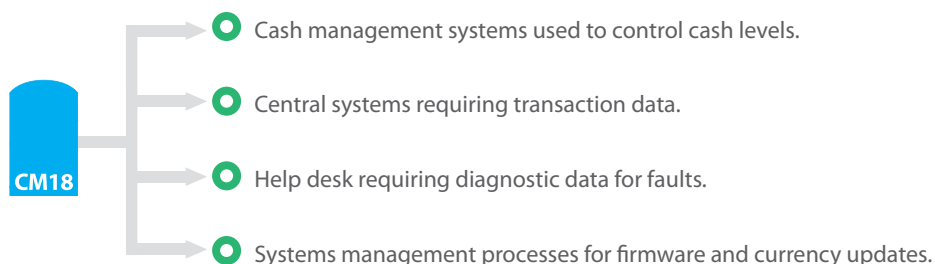 Cash management systems used to control cash levels.
Central systems requiring transaction data.
CM18
Help desk requiring diagnostic data for faults.
Systems management processes for firmware and currency updates.